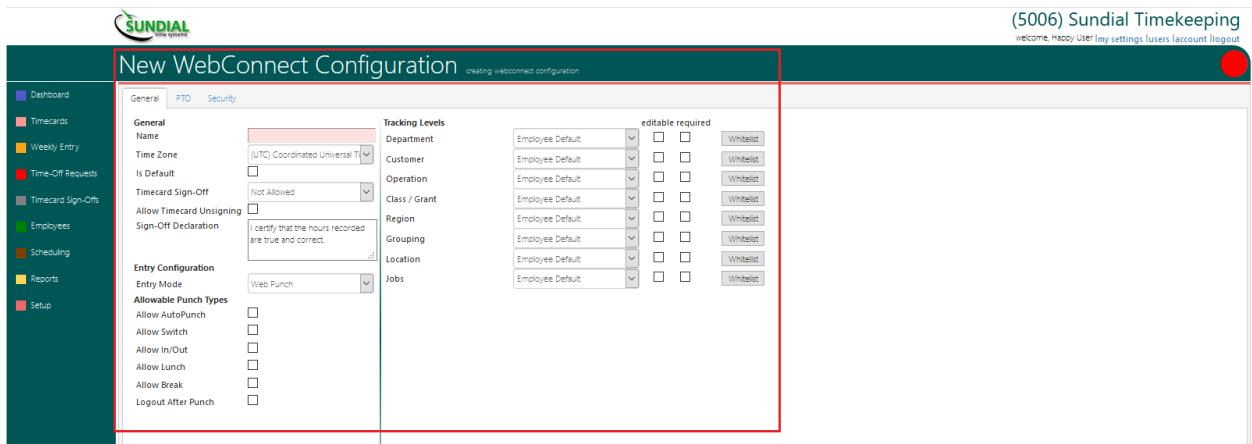 SUNDIAL
time systems
(5006) Sundial Timekeeping
welcome, Happy User |my settings |users |account |logout
New WebConnect Configuration creating webconnect configuration
Dashboard
Timecards
Weekly Entry
Time-Off Requests
Timecard Sign-Offs
Employees
Scheduling
Reports
Setup
General PTO Security
General
Name
Time Zone (UTC) Coordinated Universal Ti
Is Default
Timecard Sign-Off Not Allowed
Allow Timecard Unsigning
Sign-Off Declaration I certify that the hours recorded
are true and correct.
Entry Configuration
Entry Mode Web Punch
Allowable Punch Types
Allow AutoPunch
Allow Switch
Allow In/Out
Allow Lunch
Allow Break
Logout After Punch
Tracking Levels editable required
Department Employee Default Whitelist
Customer Employee Default Whitelist
Operation Employee Default Whitelist
Class / Grant Employee Default Whitelist
Region Employee Default Whitelist
Grouping Employee Default Whitelist
Location Employee Default Whitelist
Jobs Employee Default Whitelist